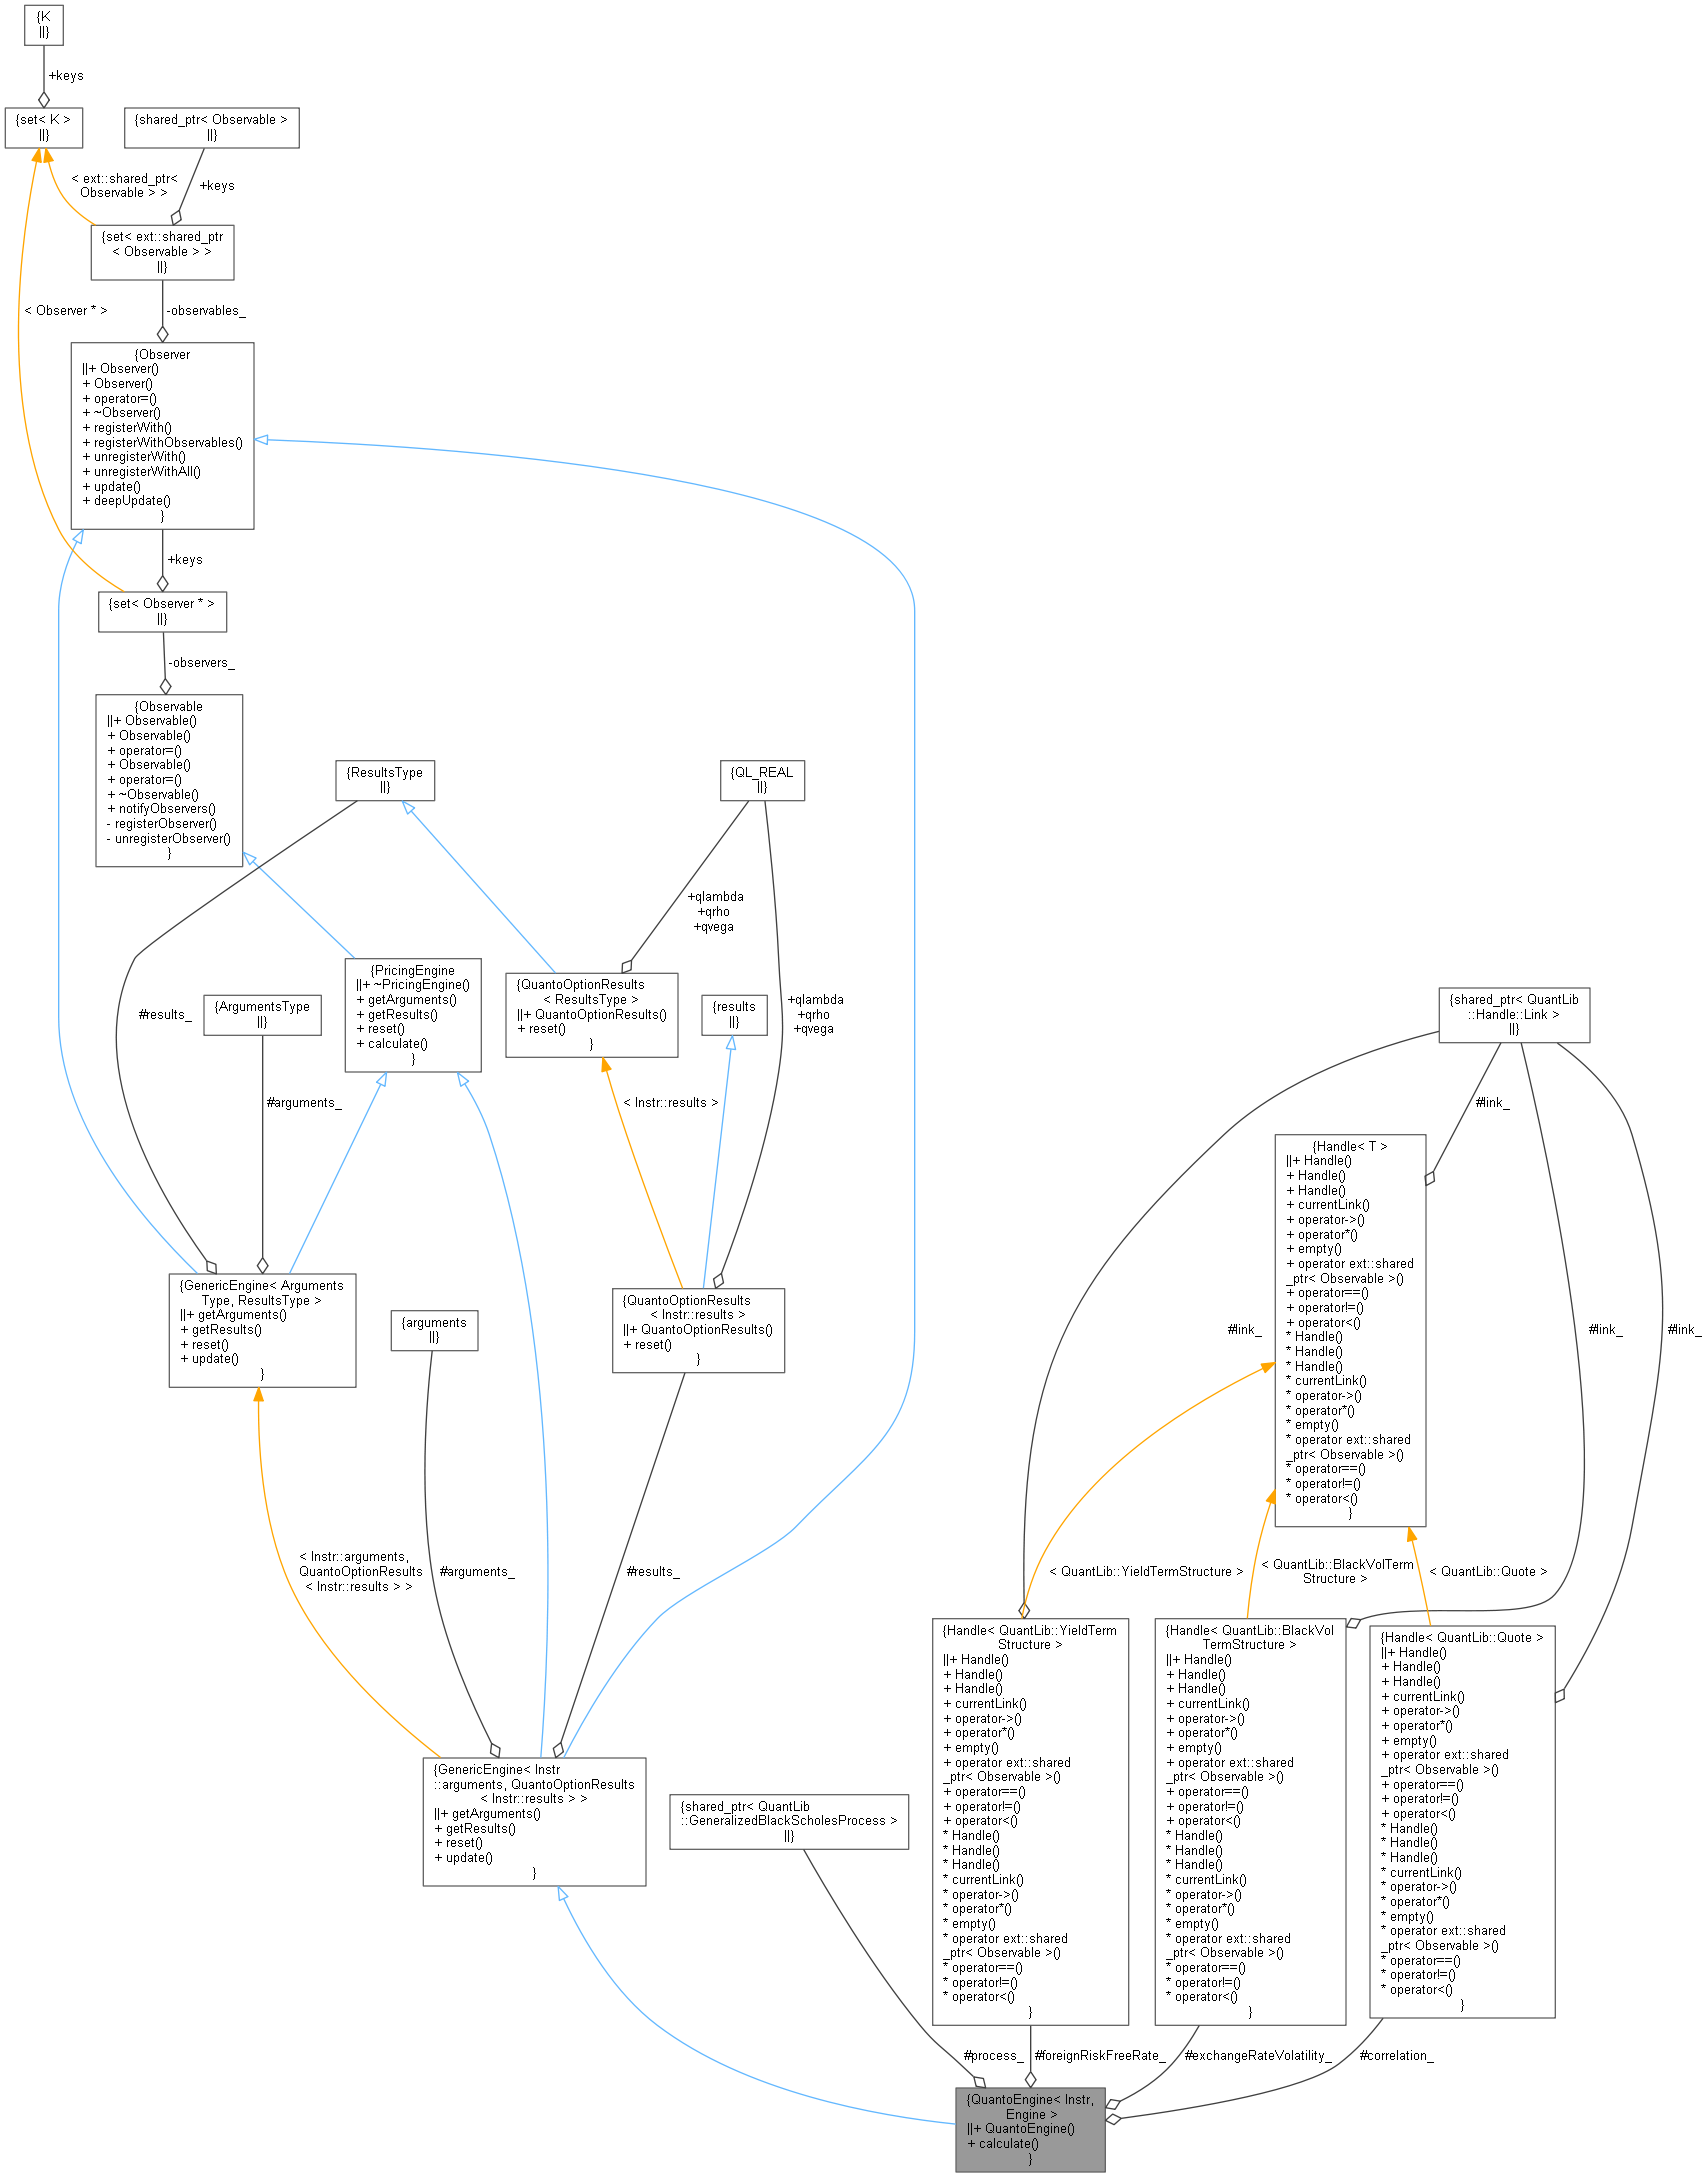 {K
||}
+keys
{set< K >
||}
{shared_ptr< Observable >
||}
< ext::shared_ptr<
Observable > >
+keys
{set< ext::shared_ptr
< Observable > >
||}
< Observer * >
-observables_
{Observer
||+ Observer()
+ Observer()
+ operator=()
+ ~Observer()
+ registerWith()
+ registerWithObservables()
+ unregisterWith()
+ unregisterWithAll()
+ update()
+ deepUpdate()
}
+keys
{set< Observer * >
||}
-observers_
{Observable
||+ Observable()
+ Observable()
+ operator=()
+ Observable()
+ operator=()
+ ~Observable()
+ notifyObservers()
- registerObserver()
- unregisterObserver()
}
{ResultsType
||}
{QL_REAL
||}
+qlambda
+qrho
+qvega
{PricingEngine
||+ ~PricingEngine()
+ getArguments()
+ getResults()
+ reset()
+ calculate()
}
{QuantoOptionResults
< ResultsType >
||+ QuantoOptionResults()
+ reset()
}
{results
||}
+qlambda
+qrho
+qvega
#results_
{ArgumentsType
||}
#arguments_
< Instr::results >
{shared_ptr< QuantLib
::Handle::Link >
||}
#link_
{Handle< T >
||+ Handle()
+ Handle()
+ Handle()
+ currentLink()
+ operator->()
+ operator*()
+ empty()
+ operator ext::shared
_ptr< Observable >()
+ operator==()
+ operator!=()
+ operator<()
* Handle()
* Handle()
* Handle()
* currentLink()
* operator->()
* operator*()
* empty()
* operator ext::shared
_ptr< Observable >()
* operator==()
* operator!=()
* operator<()
}
{GenericEngine< Arguments
Type, ResultsType >
||+ getArguments()
+ getResults()
+ reset()
+ update()
}
{arguments
||}
{QuantoOptionResults
< Instr::results >
||+ QuantoOptionResults()
+ reset()
}
#link_
#link_
#link_
< Instr::arguments,
QuantoOptionResults
< Instr::results > >
#arguments_
#results_
< QuantLib::YieldTermStructure >
< QuantLib::BlackVolTerm
Structure >
< QuantLib::Quote >
{Handle< QuantLib::YieldTerm
Structure >
||+ Handle()
+ Handle()
+ Handle()
+ currentLink()
+ operator->()
+ operator*()
+ empty()
+ operator ext::shared
_ptr< Observable >()
+ operator==()
+ operator!=()
+ operator<()
* Handle()
* Handle()
* Handle()
* currentLink()
* operator->()
* operator*()
* empty()
* operator ext::shared
_ptr< Observable >()
* operator==()
* operator!=()
* operator<()
}
{Handle< QuantLib::BlackVol
TermStructure >
||+ Handle()
+ Handle()
+ Handle()
+ currentLink()
+ operator->()
+ operator*()
+ empty()
+ operator ext::shared
_ptr< Observable >()
+ operator==()
+ operator!=()
+ operator<()
* Handle()
* Handle()
* Handle()
* currentLink()
* operator->()
* operator*()
* empty()
* operator ext::shared
_ptr< Observable >()
* operator==()
* operator!=()
* operator<()
}
{Handle< QuantLib::Quote >
||+ Handle()
+ Handle()
+ Handle()
+ currentLink()
+ operator->()
+ operator*()
+ empty()
+ operator ext::shared
_ptr< Observable >()
+ operator==()
+ operator!=()
+ operator<()
* Handle()
* Handle()
* Handle()
* currentLink()
* operator->()
* operator*()
* empty()
* operator ext::shared
_ptr< Observable >()
* operator==()
* operator!=()
* operator<()
}
{GenericEngine< Instr
::arguments, QuantoOptionResults
< Instr::results > >
||+ getArguments()
+ getResults()
+ reset()
+ update()
}
{shared_ptr< QuantLib
::GeneralizedBlackScholesProcess >
||}
#process_
#foreignRiskFreeRate_
#exchangeRateVolatility_
#correlation_
{QuantoEngine< Instr,
Engine >
||+ QuantoEngine()
+ calculate()
}